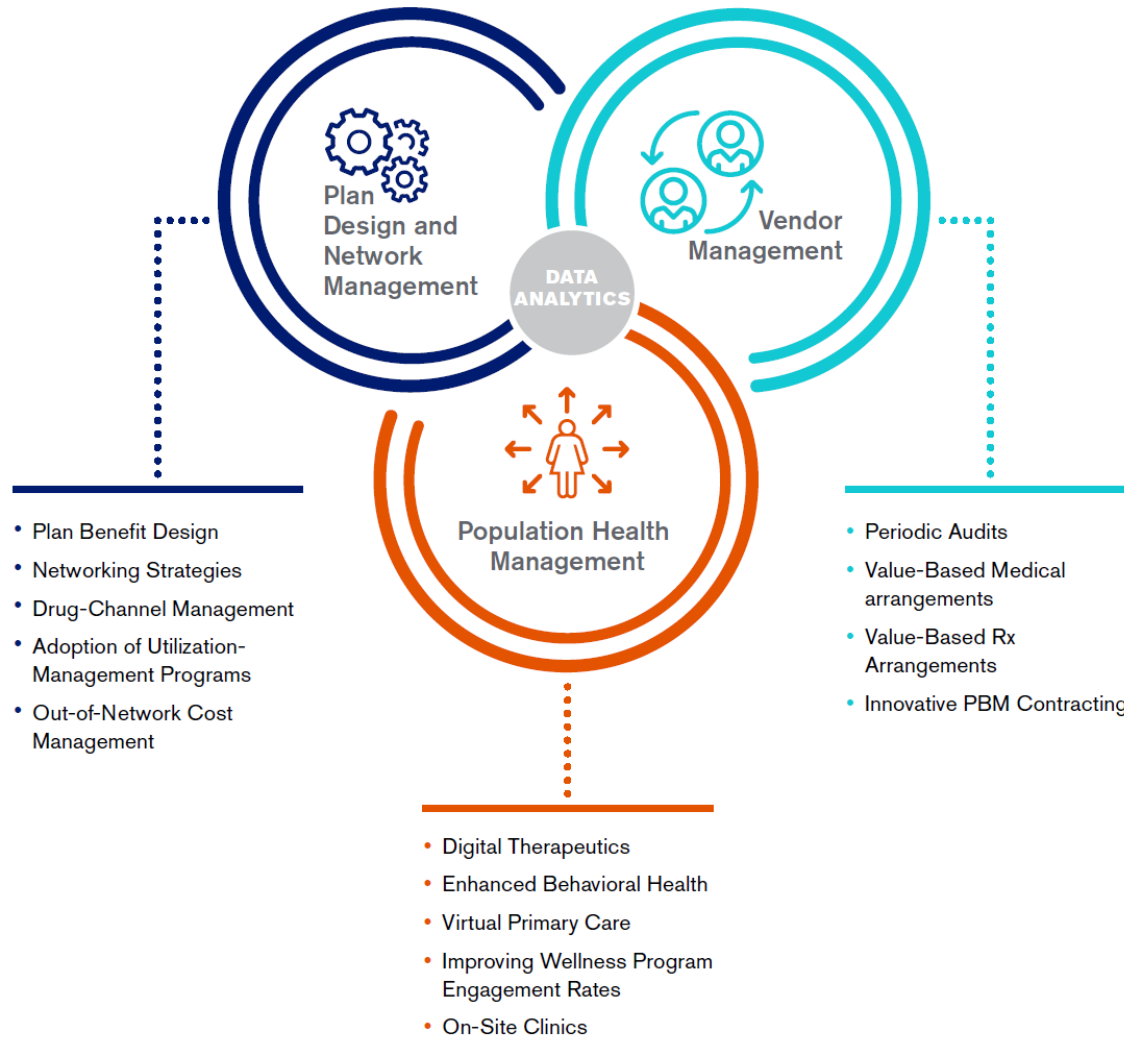 Plan
Design and
Network
Management
Vendor
Management
DATA
ANALYTICS
Population Health
Management
• Plan Benefit Design
• Networking Strategies
• Drug-Channel Management
• Adoption of Utilization-
Management Programs
• Out-of-Network Cost
Management
• Periodic Audits
• Value-Based Medical
arrangements
• Value-Based Rx
Arrangements
• Innovative PBM Contracting
• Digital Therapeutics
• Enhanced Behavioral Health
• Virtual Primary Care
• Improving Wellness Program
Engagement Rates
• On-Site Clinics